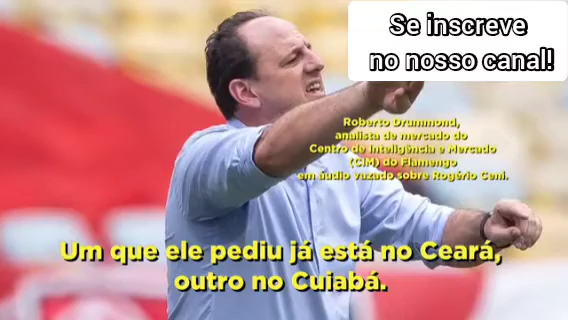 Se inscreve
no nosso canal!
Roberto Drummond,
analista de mercado do
Centro de Inteligência e Mercado
(CIM) do Flamengo
em áudio vazado sobre Rogério Ceni.
Um que ele pediu já está no Ceará,
outro no Cuiabá.